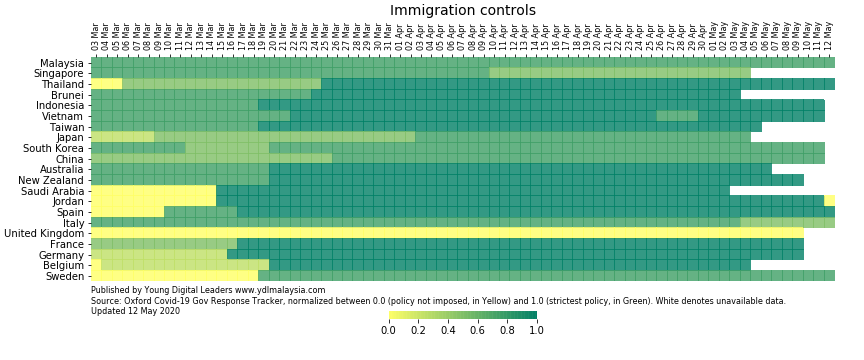 Immigration controls
03 Mar
04 Mar
05 Mar
06 Mar
07 Mar
08 Mar
09 Mar
10 Mar
11 Mar
12 Mar
13 Mar
14 Mar
15 Mar
16 Mar
17 Mar
18 Mar
19 Mar
20 Mar
21 Mar
22 Mar
23 Mar
24 Mar
25 Mar
26 Mar
27 Mar
28 Mar
29 Mar
30 Mar
31 Mar
01 Apr
02 Apr
03 Apr
04 Apr
05 Apr
06 Apr
07 Apr
08 Apr
09 Apr
10 Apr
11 Apr
12 Apr
13 Apr
14 Apr
15 Apr
16 Apr
17 Apr
18 Apr
19 Apr
20 Apr
21 Apr
22 Apr
23 Apr
24 Apr
25 Apr
26 Apr
27 Apr
28 Apr
29 Apr
30 Apr
01 May
02 May
03 May
04 May
05 May
06 May
07 May
08 May
09 May
10 May
11 May
12 May
Malaysia
Singapore
Thailand
Brunei
Indonesia
Vietnam
Taiwan
Japan
South Korea
China
Australia
New Zealand
Saudi Arabia
Jordan
Spain
Italy
United Kingdom
France
Germany
Belgium
Sweden
Published by Young Digital Leaders www.ydlmalaysia.com
Source: Oxford Covid-19 Gov Response Tracker, normalized between 0.0 (policy not imposed, in Yellow) and 1.0 (strictest policy, in Green). White denotes unavailable data.
Updated 12 May 2020
0.0 0.2 0.4 0.6 0.8 1.0